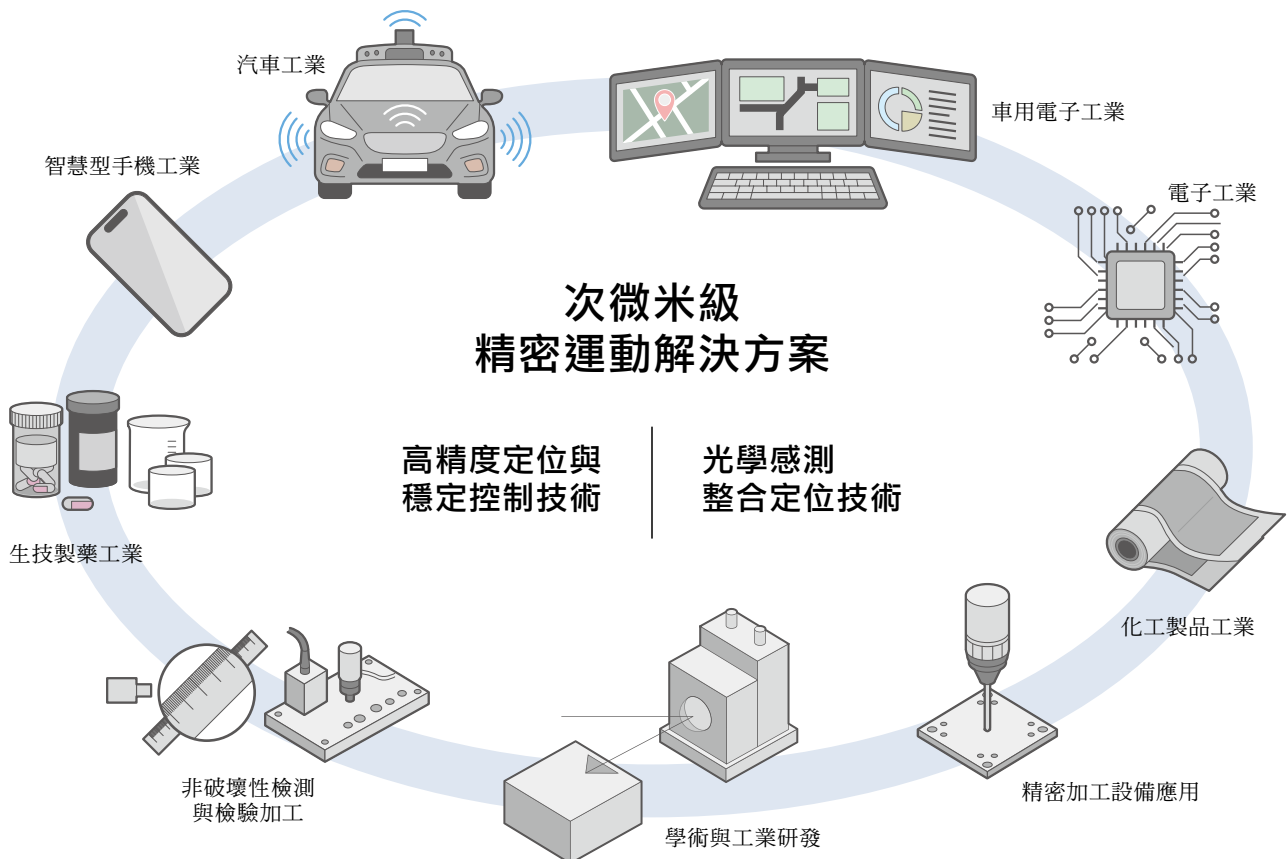 汽車工業
車用電子工業
智慧型手機工業
電子工業
次微米級
精密運動解決方案
高精度定位與
穩定控制技術
光學感測
整合定位技術
生技製藥工業
化工製品工業
非破壞性檢測
與檢驗加工
精密加工設備應用
學術與工業研發